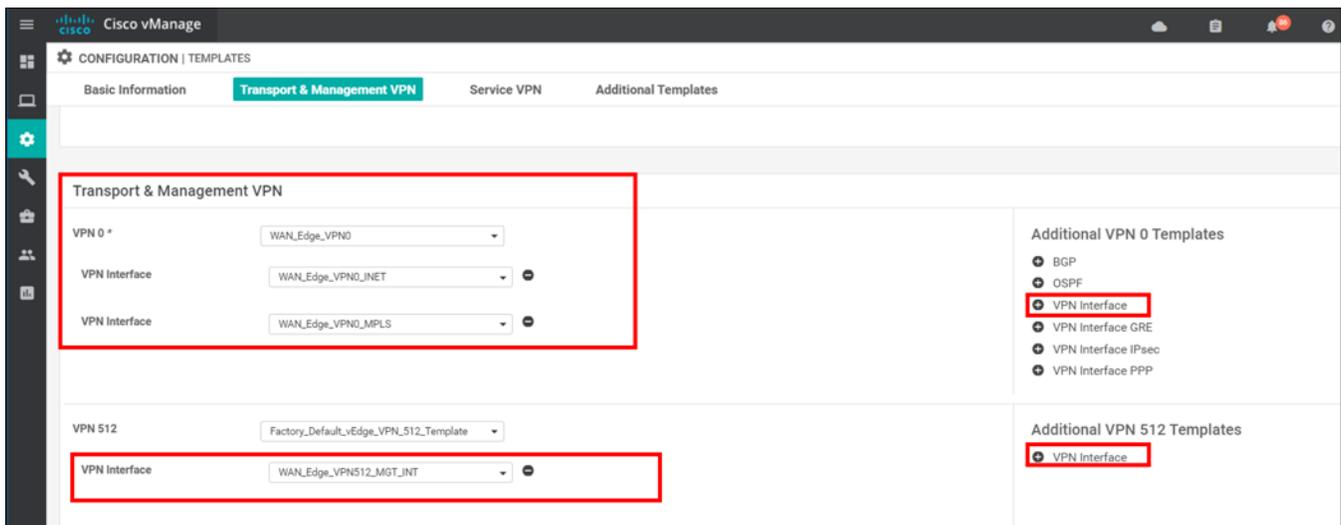 cisco Cisco vManage 86
CONFIGURATION | TEMPLATES
Basic Information Transport & Management VPN Service VPN Additional Templates
Transport & Management VPN
VPN 0 * WAN_Edge_VPN0
VPN Interface WAN_Edge_VPN0_INET
VPN Interface WAN_Edge_VPN0_MPLS
Additional VPN 0 Templates
BGP
OSPF
VPN Interface
VPN Interface GRE
VPN Interface IPsec
VPN Interface PPP
VPN 512 Factory_Default_vEdge_VPN_512_Template
VPN Interface WAN_Edge_VPN512_MGT_INT
Additional VPN 512 Templates
VPN Interface